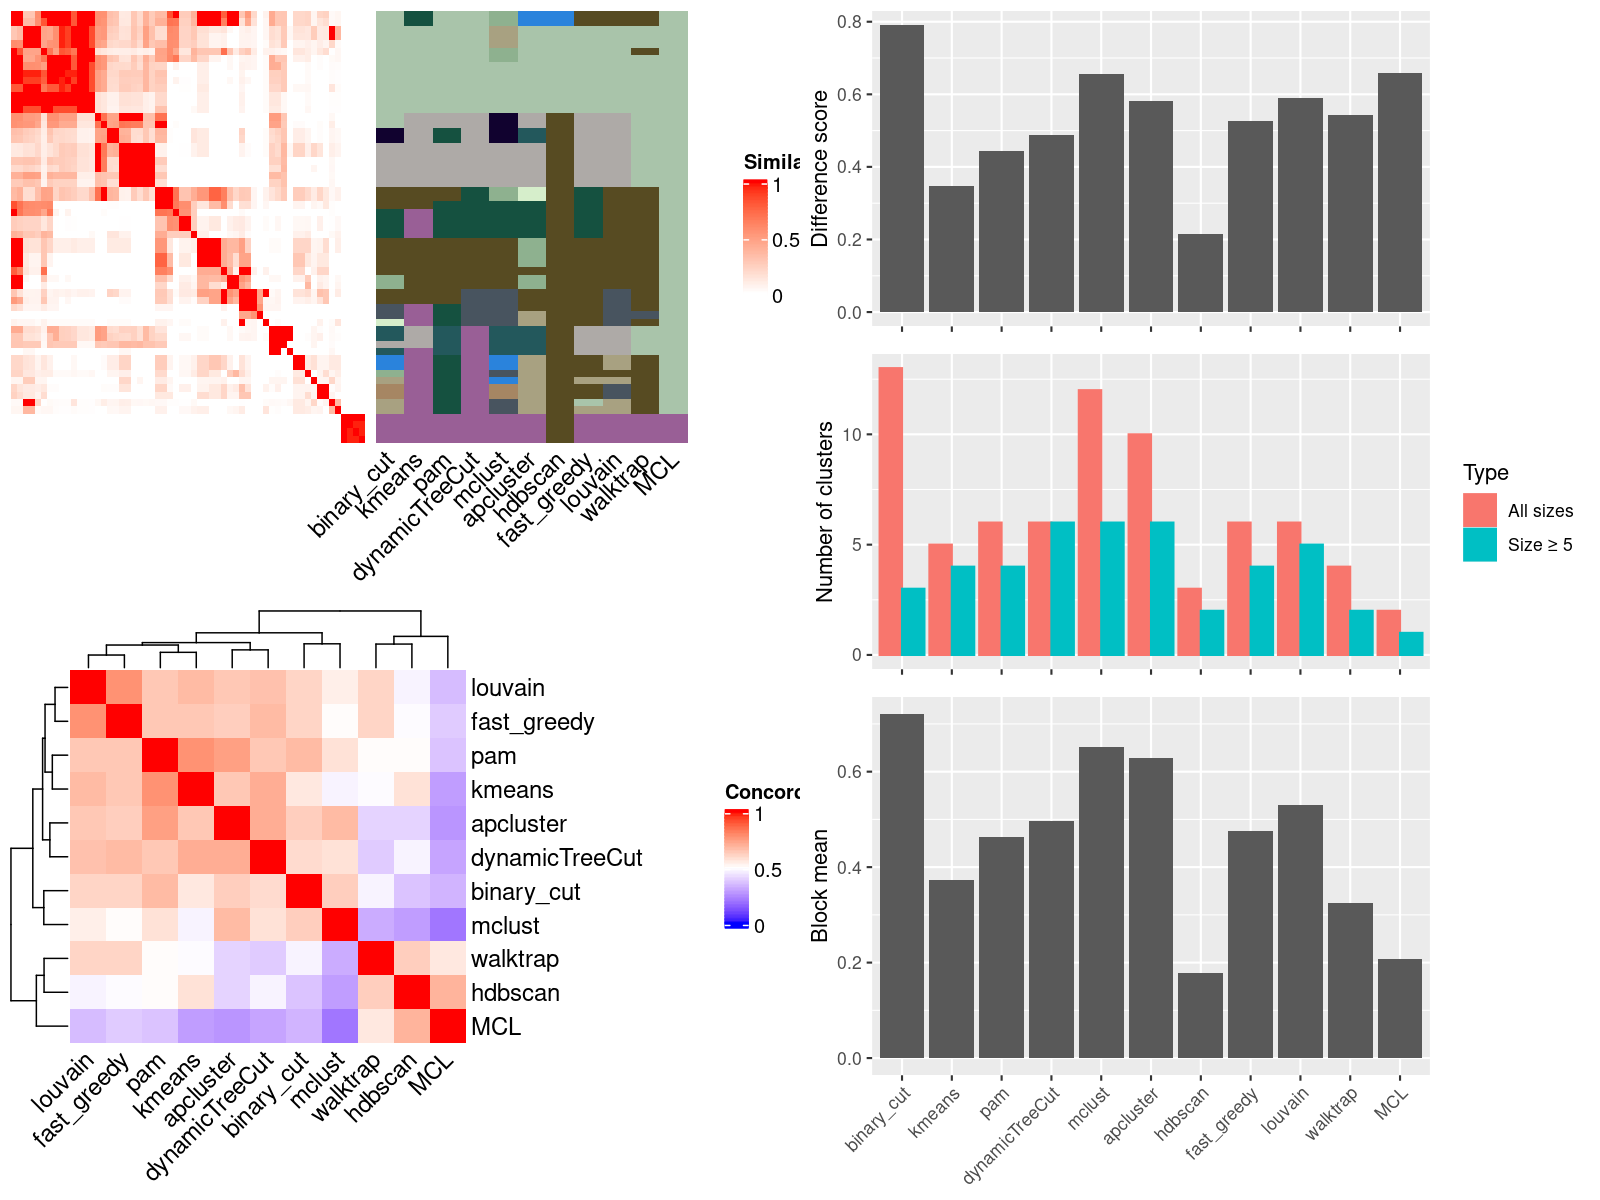 Simila
1
0.5
0
binary_cut
kmeans
pam
dynamicTreeCut
mclust
apcluster
hdbscan
fast_greedy
louvain
walktrap
MCL
louvain
fast_greedy
pam
kmeans
apcluster
dynamicTreeCut
binary_cut
mclust
walktrap
hdbscan
MCL
louvain
fast_greedy
pam
kmeans
apcluster
dynamicTreeCut
binary_cut
mclust
walktrap
hdbscan
MCL
Concord
1
0.5
0
Difference score
0.8
0.6
0.4
0.2
0.0
Number of clusters
10
5
0
Type
All sizes
Size ≥ 5
Block mean
0.6
0.4
0.2
0.0
binary_cut
kmeans
pam
dynamicTreeCut
mclust
apcluster
hdbscan
fast_greedy
louvain
walktrap
MCL